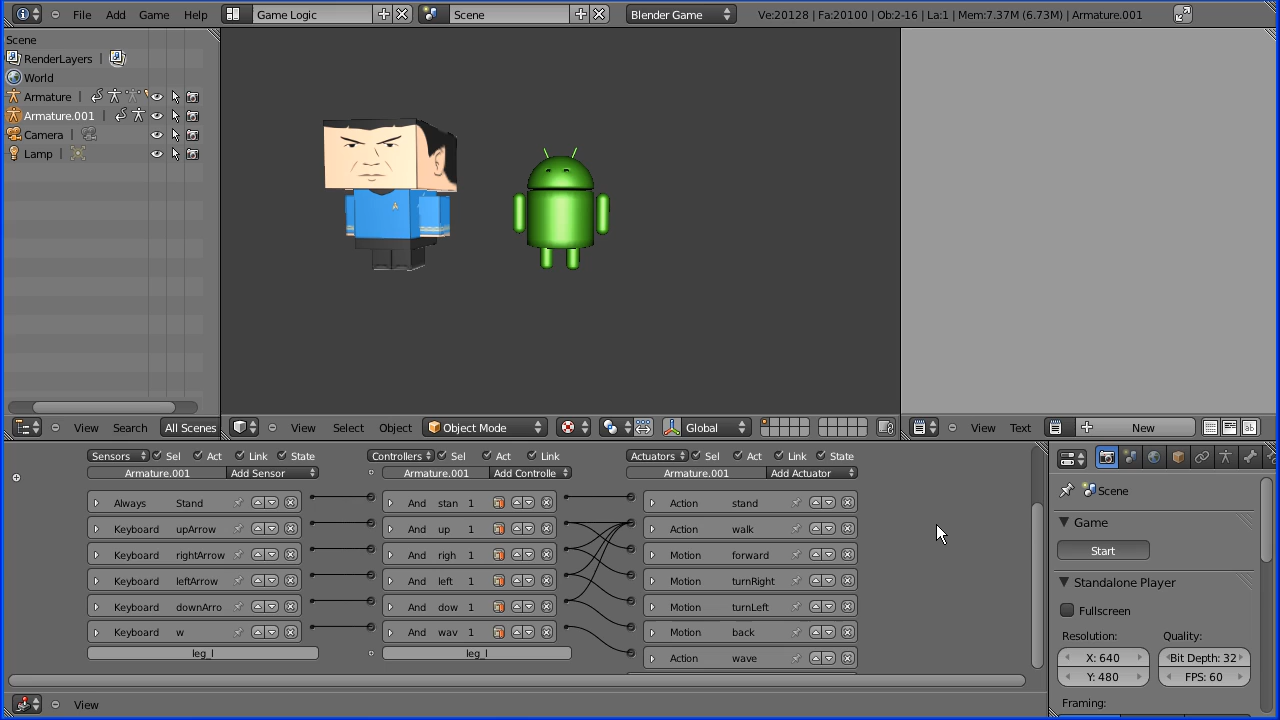 File Add Game Help Game Logic Scene Blender Game Ve:20128 | Fa:20100 | Ob:2-16 | La:1 | Mem:7.37M (6.73M) | Armature.001
Scene
RenderLayers |
World
Armature |
Armature.001 |
Camera |
Lamp |
View Search All Scenes View Select Object Object Mode Global View Text New
Sensors Sel Act Link State Controllers Sel Act Link Actuators Sel Act Link State
Armature.001 Add Sensor Armature.001 Add Controlle Armature.001 Add Actuator
Always Stand And stan 1 Action stand
Keyboard upArrow And up 1 Action walk
Keyboard rightArrow And righ 1 Motion forward
Keyboard leftArrow And left 1 Motion turnRight
Keyboard downArro And dow 1 Motion turnLeft
Keyboard w And wav 1 Motion back
leg_l leg_l Action wave
Scene
Game
Start
Standalone Player
Fullscreen
Resolution: Quality:
X: 640 Bit Depth: 32
Y: 480 FPS: 60
Framing:
View